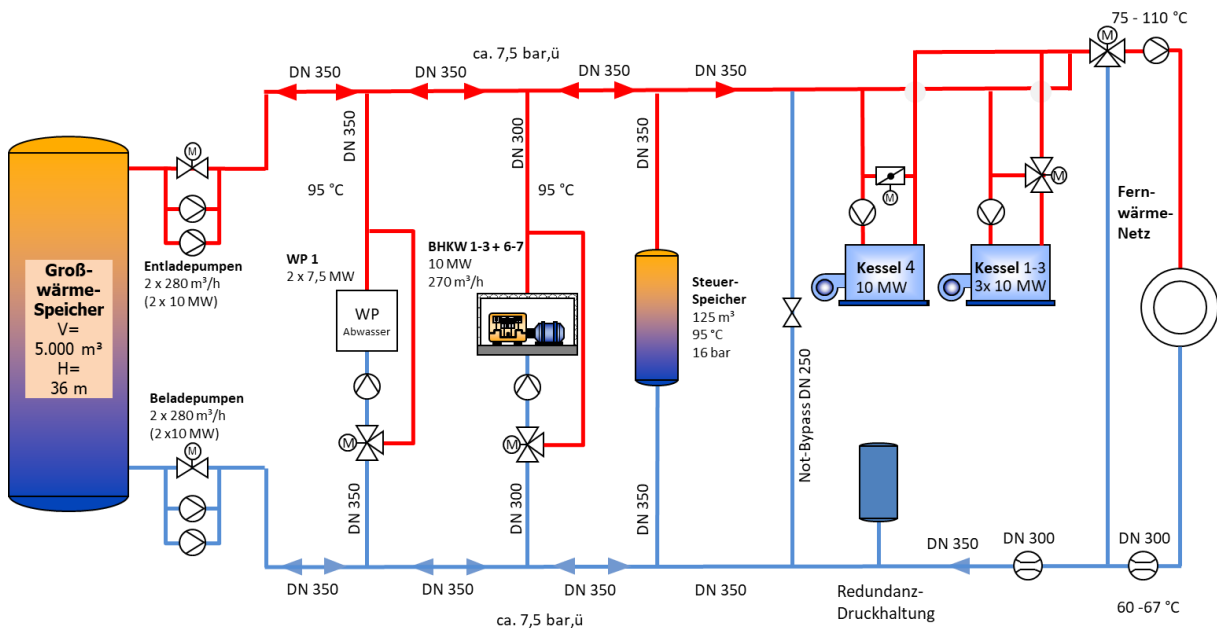 75 - 110 °C
M
ca. 7,5 bar,ü
DN 350
DN 350
DN 350
DN 350
DN 350
DN 300
DN 350
M
M
M
95 °C
95 °C
Fern-
wärme-
Netz
Groß-
wärme-
Speicher
V=
5.000 m³
H=
36 m
Entladepumpen
2 x 280 m³/h
(2 x 10 MW)
WP 1
2 x 7,5 MW
BHKW 1-3 + 6-7
10 MW
270 m³/h
Steuer-
Speicher
125 m³
95 °C
16 bar
Kessel 4
10 MW
Kessel 1-3
3x 10 MW
WP
Abwasser
Beladepumpen
2 x 280 m³/h
(2 x10 MW)
M
M
M
Not-Bypass DN 250
DN 350
DN 300
DN 350
DN 350
DN 300
DN 300
DN 350
DN 350
DN 350
DN 350
Redundanz-
Druckhaltung
60 -67 °C
ca. 7,5 bar,ü